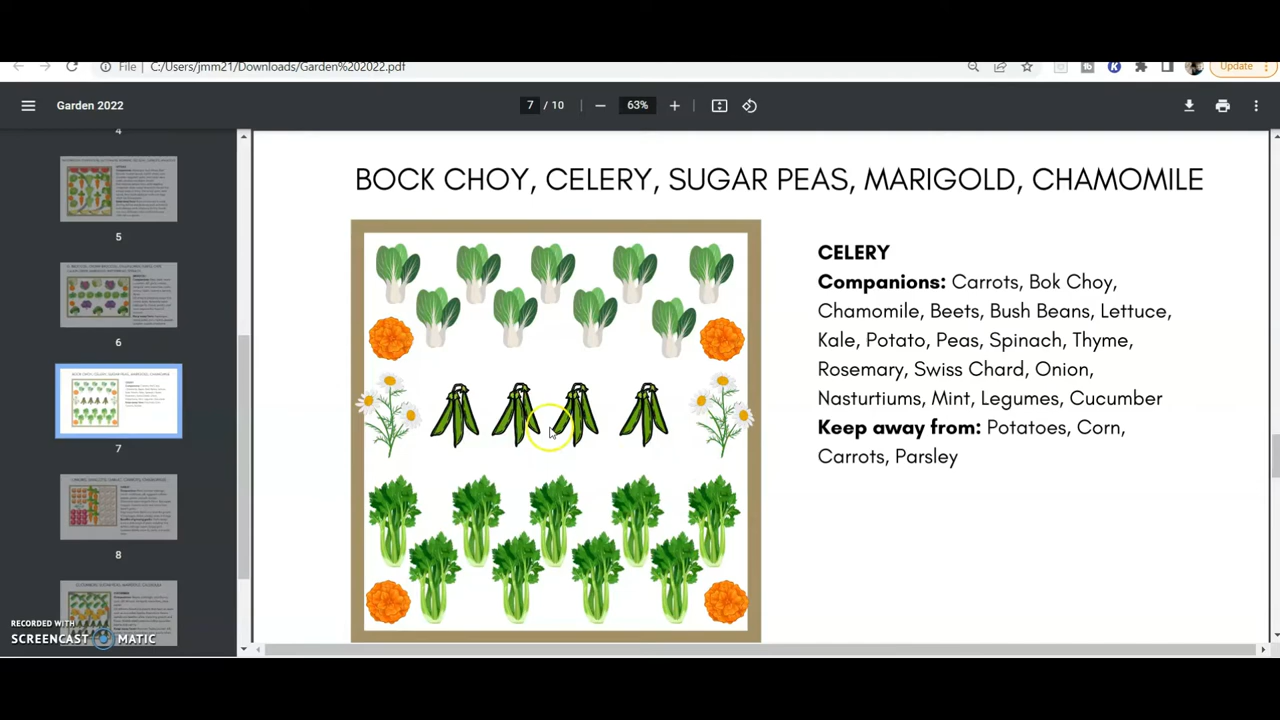 File C:/Users/jmm21/Downloads/Garden%202022.pdf
Update
Garden 2022
7 / 10
63%
4
5
6
7
8
BOCK CHOY, CELERY, SUGAR PEAS, MARIGOLD, CHAMOMILE
CELERY
Companions: Carrots, Bok Choy,
Chamomile, Beets, Bush Beans, Lettuce,
Kale, Potato, Peas, Spinach, Thyme,
Rosemary, Swiss Chard, Onion,
Nasturtiums, Mint, Legumes, Cucumber
Keep away from: Potatoes, Corn,
Carrots, Parsley
RECORDED WITH
SCREENCAST MATIC